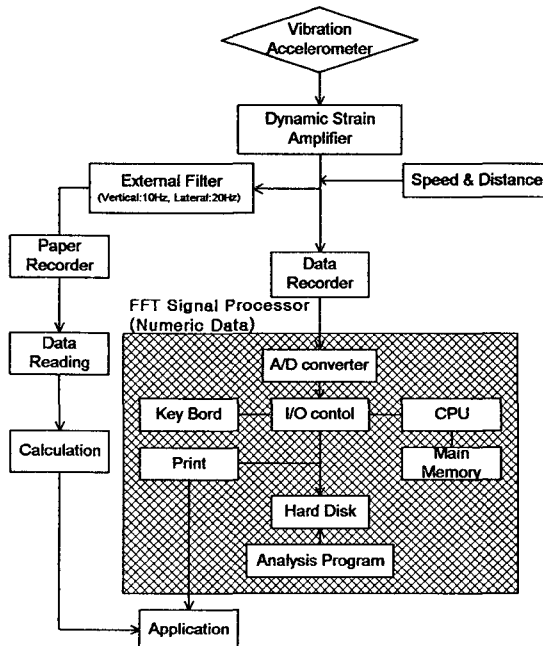 Vibration
Accelerometer
Dynamic Strain
Amplifier
External Filter
(Vertical:10Hz, Lateral:20Hz)
Speed & Distance
Paper
Recorder
Data
Recorder
FFT Signal Processor
(Numeric Data)
Data
Reading
A/D converter
Key Bord
I/O contol
CPU
Calculation
Print
Main
Memory
Hard Disk
Analysis Program
Application